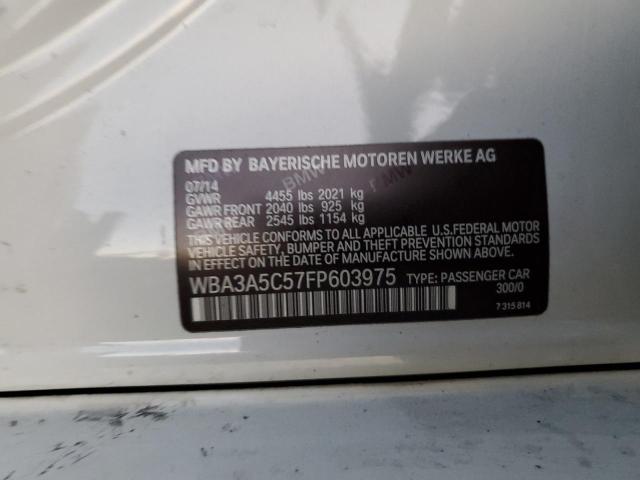 MFD BY BAYERISCHE MOTOREN WERKE AG
07/14
GVWR 4455 lbs 2021 kg
GAWR FRONT 2040 lbs 925 kg
GAWR REAR 2545 lbs 1154 kg
THIS VEHICLE CONFORMS TO ALL APPLICABLE U.S.FEDERAL MOTOR
VEHICLE SAFETY, BUMPER AND THEFT PREVENTION STANDARDS
IN EFFECT ON THE DATE OF MANUFACTURE SHOWN ABOVE.
WBA3A5C57FP603975 TYPE: PASSENGER CAR
300/0
7 315 814
BMW
BMW